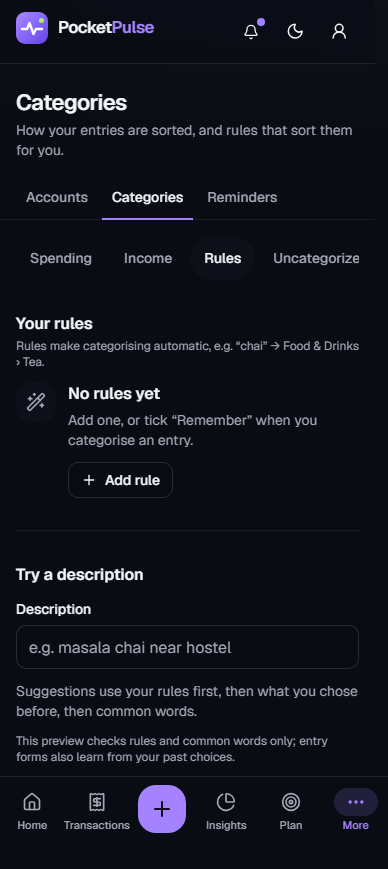 PocketPulse
Categories
How your entries are sorted, and rules that sort them
for you.
Accounts Categories Reminders
Spending Income Rules Uncategorize
Your rules
Rules make categorising automatic, e.g. “chai” → Food & Drinks
› Tea.
No rules yet
Add one, or tick “Remember” when you
categorise an entry.
+ Add rule
Try a description
Description
e.g. masala chai near hostel
Suggestions use your rules first, then what you chose
before, then common words.
This preview checks rules and common words only; entry
forms also learn from your past choices.
Home Transactions Insights Plan More